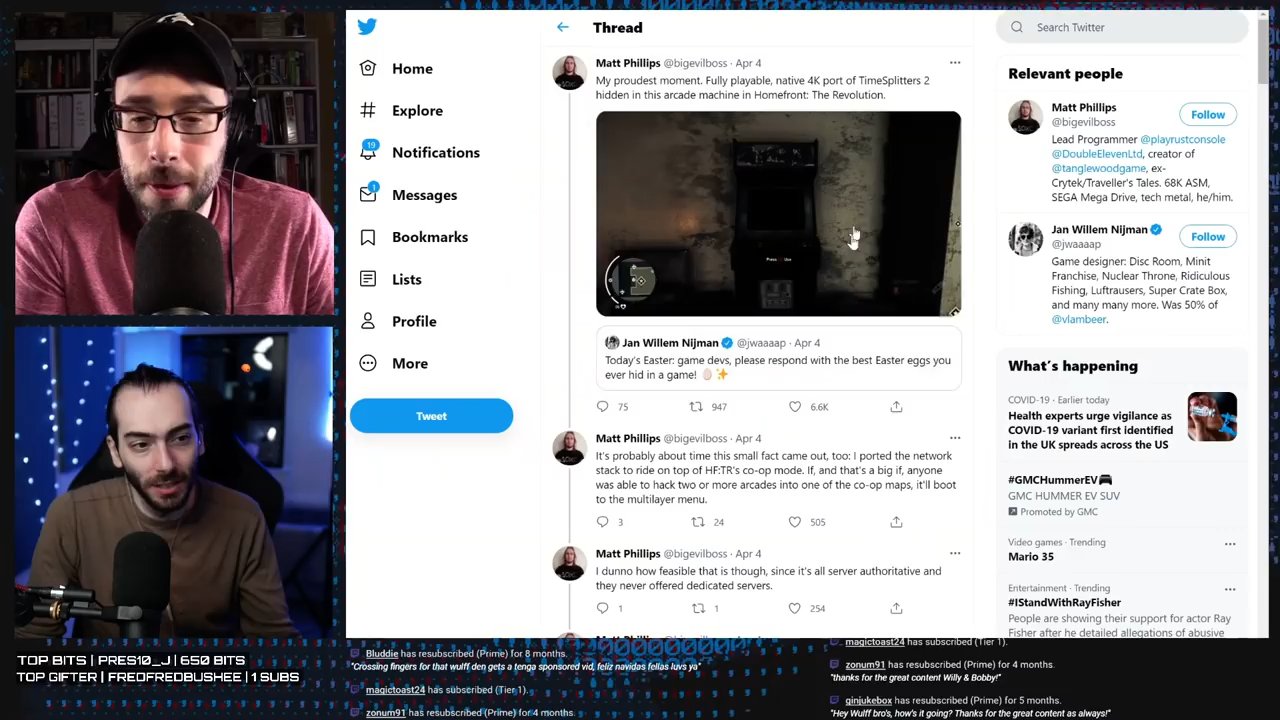 Home
Explore
19
Notifications
1
Messages
Bookmarks
Lists
Profile
More
Tweet
Thread
Matt Phillips @bigevilboss · Apr 4
My proudest moment. Fully playable, native 4K port of TimeSplitters 2
hidden in this arcade machine in Homefront: The Revolution.
Jan Willem Nijman @jwaaaap · Apr 4
Today's Easter: game devs, please respond with the best Easter eggs you
ever hid in a game! 🥚✨
75 947 6.6K
Matt Phillips @bigevilboss · Apr 4
It's probably about time this small fact came out, too: I ported the network
stack to ride on top of HF:TR's co-op mode. If, and that's a big if, anyone
was able to hack two or more arcades into one of the co-op maps, it'll boot
to the multilayer menu.
3 24 505
Matt Phillips @bigevilboss · Apr 4
I dunno how feasible that is though, since it's all server authoritative and
they never offered dedicated servers.
1 1 254
Search Twitter
Relevant people
Matt Phillips
@bigevilboss
Follow
Lead Programmer @playrustconsole
@DoubleElevenLtd, creator of
@tanglewoodgame, ex-
Crytek/Traveller's Tales. 68K ASM,
SEGA Mega Drive, tech metal, he/him.
Jan Willem Nijman
@jwaaaap
Follow
Game designer: Disc Room, Minit
Franchise, Nuclear Throne, Ridiculous
Fishing, Luftrausers, Super Crate Box,
and many many more. Was 50% of
@vlambeer.
What's happening
COVID-19 · Earlier today
Health experts urge vigilance as
COVID-19 variant first identified
in the UK spreads across the US
#GMCHummerEV
GMC HUMMER EV SUV
Promoted by GMC
Video games · Trending
Mario 35
Entertainment · Trending
#IStandWithRayFisher
People are showing their support for actor Ray
Fisher after he detailed allegations of abusive
TOP BITS | PRES10_J | 650 BITS
TOP GIFTER | FREDFREDBUSHEE | 1 SUBS
Bluddie has resubscribed (Prime) for 8 months.
"Crossing fingers for that wulff den gets a tenga sponsored vid, feliz navidas fellas luvs ya"
magictoast24 has subscribed (Tier 1).
zonum91 has resubscribed (Prime) for 4 months.
magictoast24 has subscribed (Tier 1).
zonum91 has resubscribed (Prime) for 4 months.
"thanks for the great content Willy & Bobby!"
ginjukebox has resubscribed (Prime) for 5 months.
"Hey Wulff bro's, how's it going? Thanks for the great content as always!"